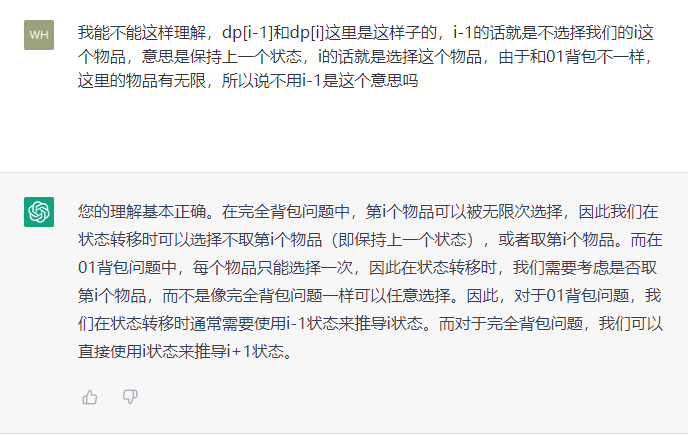 WH
我能不能这样理解，dp[i-1]和dp[i]这里是这样子的，i-1的话就是不选择我们的i这
个物品，意思是保持上一个状态，i的话就是选择这个物品，由于和01背包不一样，
这里的物品有无限，所以说不用i-1是这个意思吗
您的理解基本正确。在完全背包问题中，第i个物品可以被无限次选择，因此我们在
状态转移时可以选择不取第i个物品（即保持上一个状态），或者取第i个物品。而在
01背包问题中，每个物品只能选择一次，因此在状态转移时，我们需要考虑是否取
第i个物品，而不是像完全背包问题一样可以任意选择。因此，对于01背包问题，我
们在状态转移时通常需要使用i-1状态来推导i状态。而对于完全背包问题，我们可以
直接使用i状态来推导i+1状态。